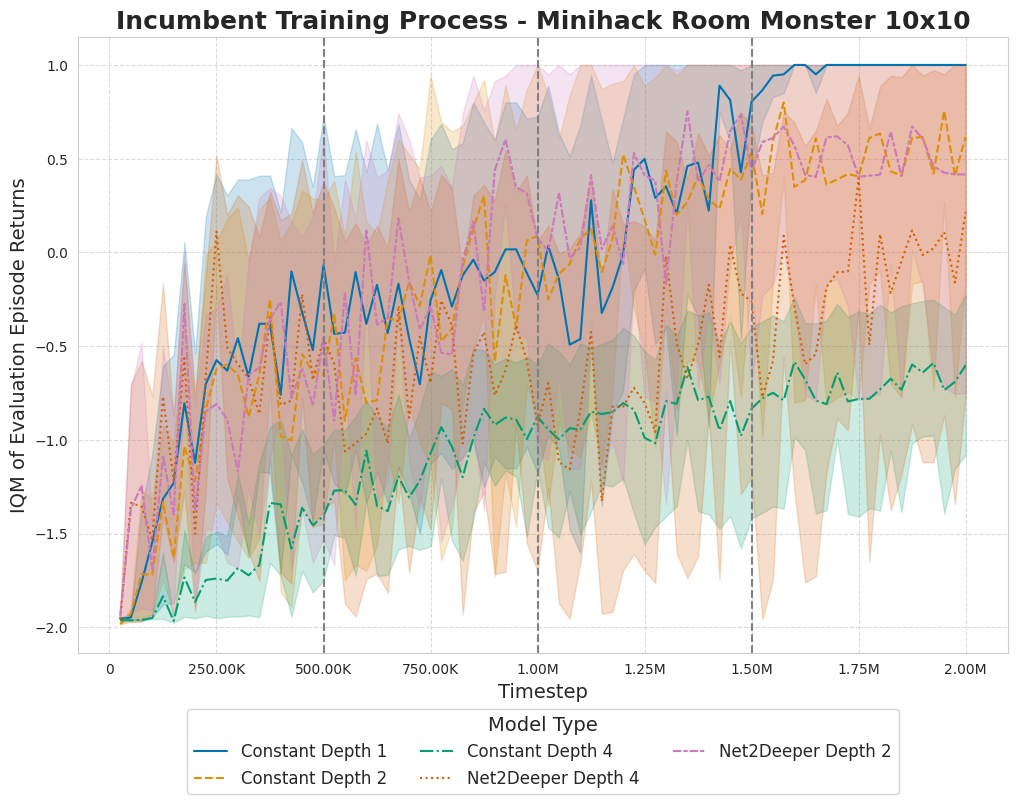 Incumbent Training Process - Minihack Room Monster 10x10
IQM of Evaluation Episode Returns
1.0
0.5
0.0
−0.5
−1.0
−1.5
−2.0
0 250.00K 500.00K 750.00K 1.00M 1.25M 1.50M 1.75M 2.00M
Timestep
Model Type
Constant Depth 1 Constant Depth 4 Net2Deeper Depth 2
Constant Depth 2 Net2Deeper Depth 4